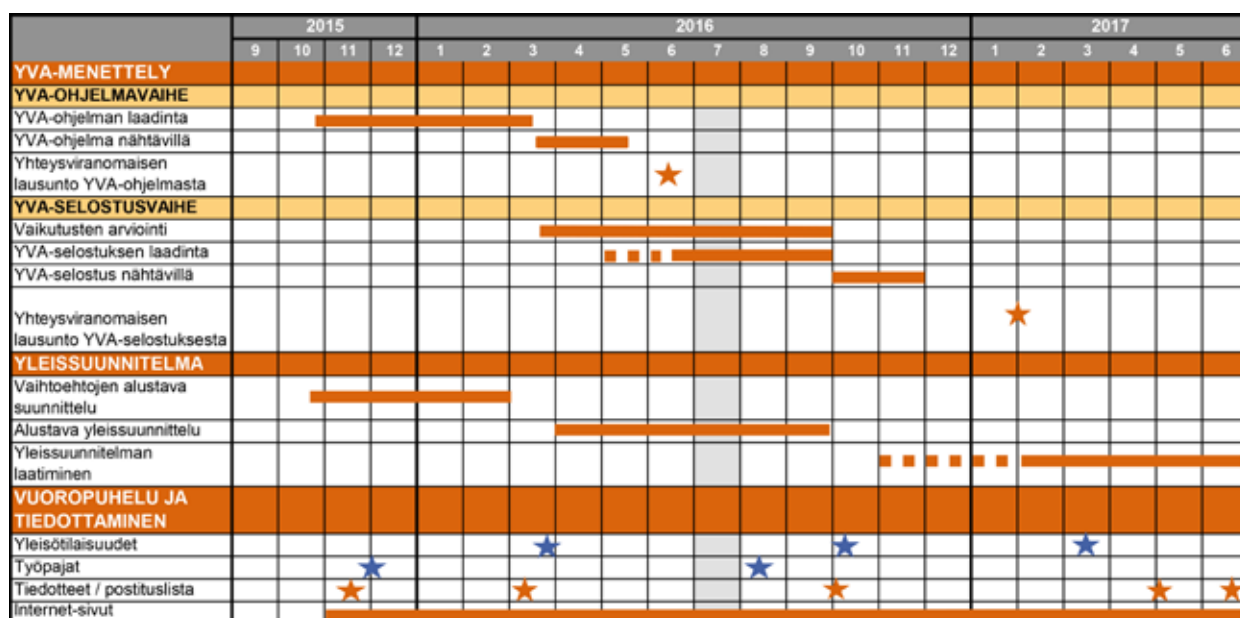 2015 2016 2017
9 10 11 12 1 2 3 4 5 6 7 8 9 10 11 12 1 2 3 4 5 6
YVA-MENETTELY
YVA-OHJELMAVAIHE
YVA-ohjelman laadinta
YVA-ohjelma nähtävillä
Yhteysviranomaisen
lausunto YVA-ohjelmasta
YVA-SELOSTUSVAIHE
Vaikutusten arviointi
YVA-selostuksen laadinta
YVA-selostus nähtävillä
Yhteysviranomaisen
lausunto YVA-selostuksesta
YLEISSUUNNITELMA
Vaihtoehtojen alustava
suunnittelu
Alustava yleissuunnittelu
Yleissuunnitelman
laatiminen
VUOROPUHELU JA
TIEDOTTAMINEN
Yleisötilaisuudet
Työpajat
Tiedotteet / postituslista
Internet-sivut